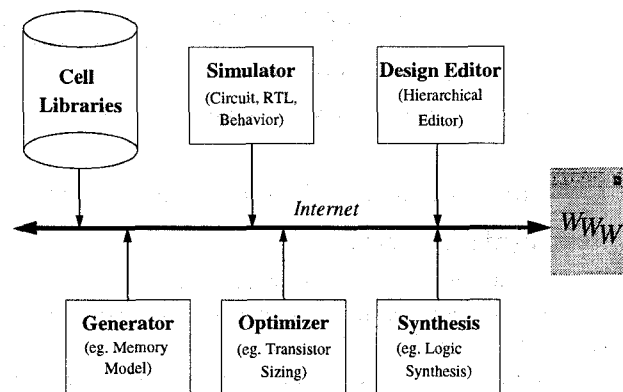 Cell
Libraries
Simulator
(Circuit, RTL,
Behavior)
Design Editor
(Hierarchical
Editor)
Internet
WWW
Generator
(eg. Memory
Model)
Optimizer
(eg. Transistor
Sizing)
Synthesis
(eg. Logic
Synthesis)